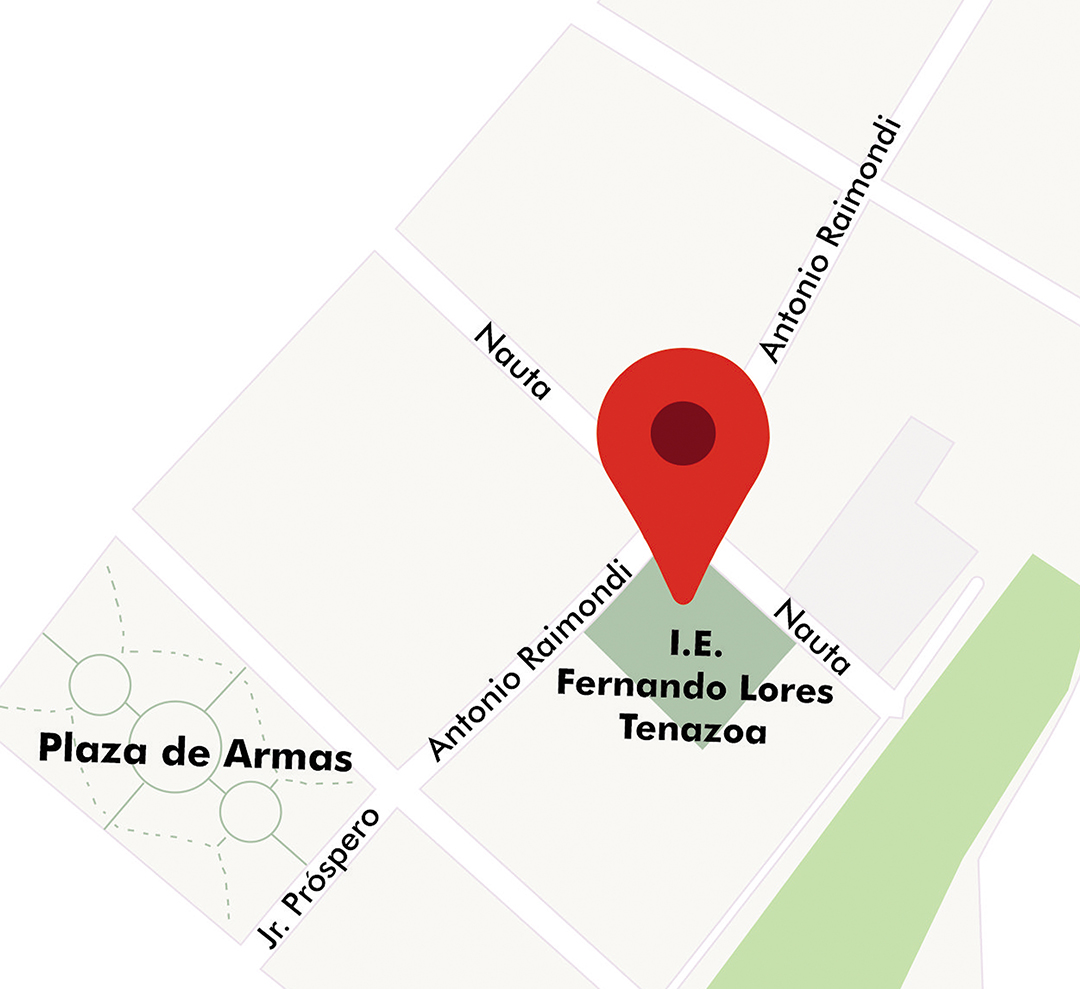 Antonio Raimondi
Nauta
Antonio Raimondi
Nauta
I.E.
Fernando Lores
Tenazoa
Plaza de Armas
Jr. Próspero